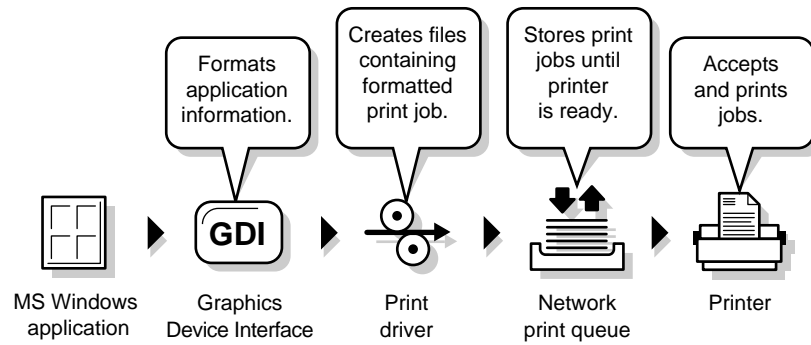 Formats
application
information.
Creates files
containing
formatted
print job.
Stores print
jobs until
printer
is ready.
Accepts
and prints
jobs.
GDI
MS Windows
application
Graphics
Device Interface
Print
driver
Network
print queue
Printer